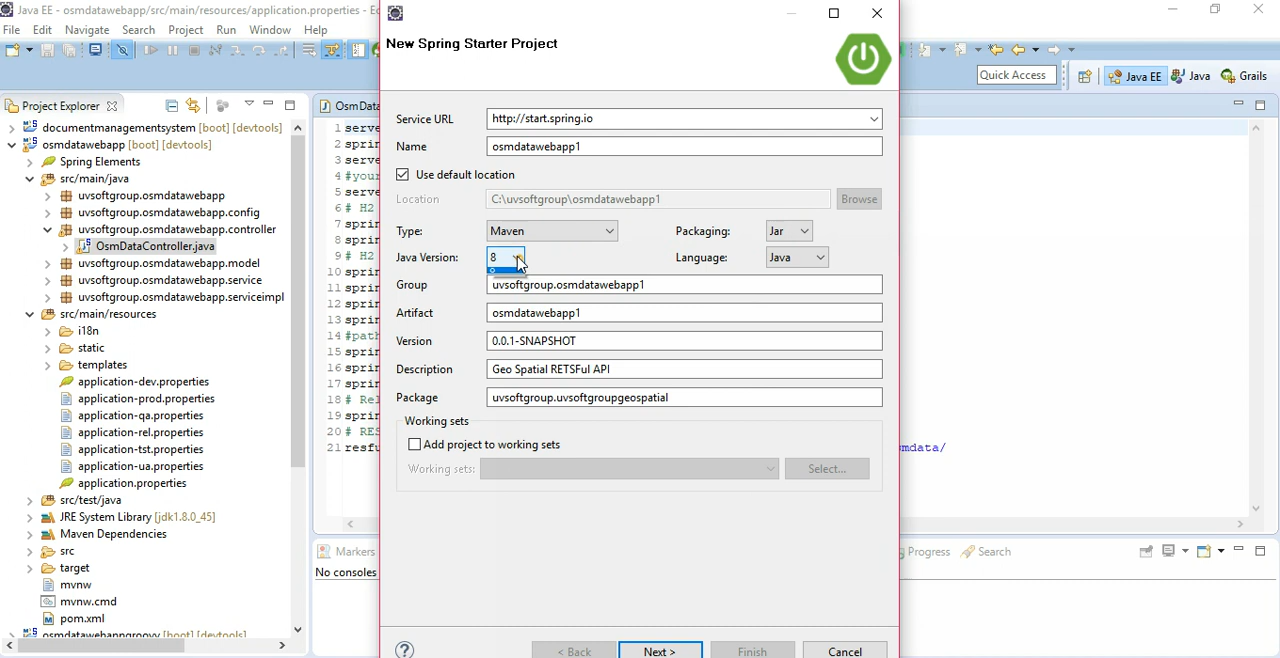 Java EE - osmdatawebapp/src/main/resources/application.properties - Ec
File Edit Navigate Search Project Run Window Help
Quick Access
Java EE
Java
Grails
Project Explorer
documentmanagementsystem [boot] [devtools]
osmdatawebapp [boot] [devtools]
Spring Elements
src/main/java
uvsoftgroup.osmdatawebapp
uvsoftgroup.osmdatawebapp.config
uvsoftgroup.osmdatawebapp.controller
OsmDataController.java
uvsoftgroup.osmdatawebapp.model
uvsoftgroup.osmdatawebapp.service
uvsoftgroup.osmdatawebapp.serviceimpl
src/main/resources
i18n
static
templates
application-dev.properties
application-prod.properties
application-qa.properties
application-rel.properties
application-tst.properties
application-ua.properties
application.properties
src/test/java
JRE System Library [jdk1.8.0_45]
Maven Dependencies
src
target
mvnw
mvnw.cmd
pom.xml
osmdatawebappgroovy [boot] [devtools]
OsmData
1 serve
2 sprin
3 serve
4 #your
5 serve
6 # H2
7 sprin
8 sprin
9 # H2
10 sprin
11 sprin
12 sprin
13 sprin
14 #path
15 sprin
16 sprin
17 sprin
18 # Rel
19 sprin
20 # RES
21 resfu
smdata/
Markers
Progress
Search
No consoles
New Spring Starter Project
Service URL http://start.spring.io
Name osmdatawebapp1
Use default location
Location C:\uvsoftgroup\osmdatawebapp1 Browse
Type: Maven Packaging: Jar
Java Version: 8 Language: Java
Group uvsoftgroup.osmdatawebapp1
Artifact osmdatawebapp1
Version 0.0.1-SNAPSHOT
Description Geo Spatial RETSFul API
Package uvsoftgroup.uvsoftgroupgeospatial
Working sets
Add project to working sets
Working sets: Select...
? < Back Next > Finish Cancel